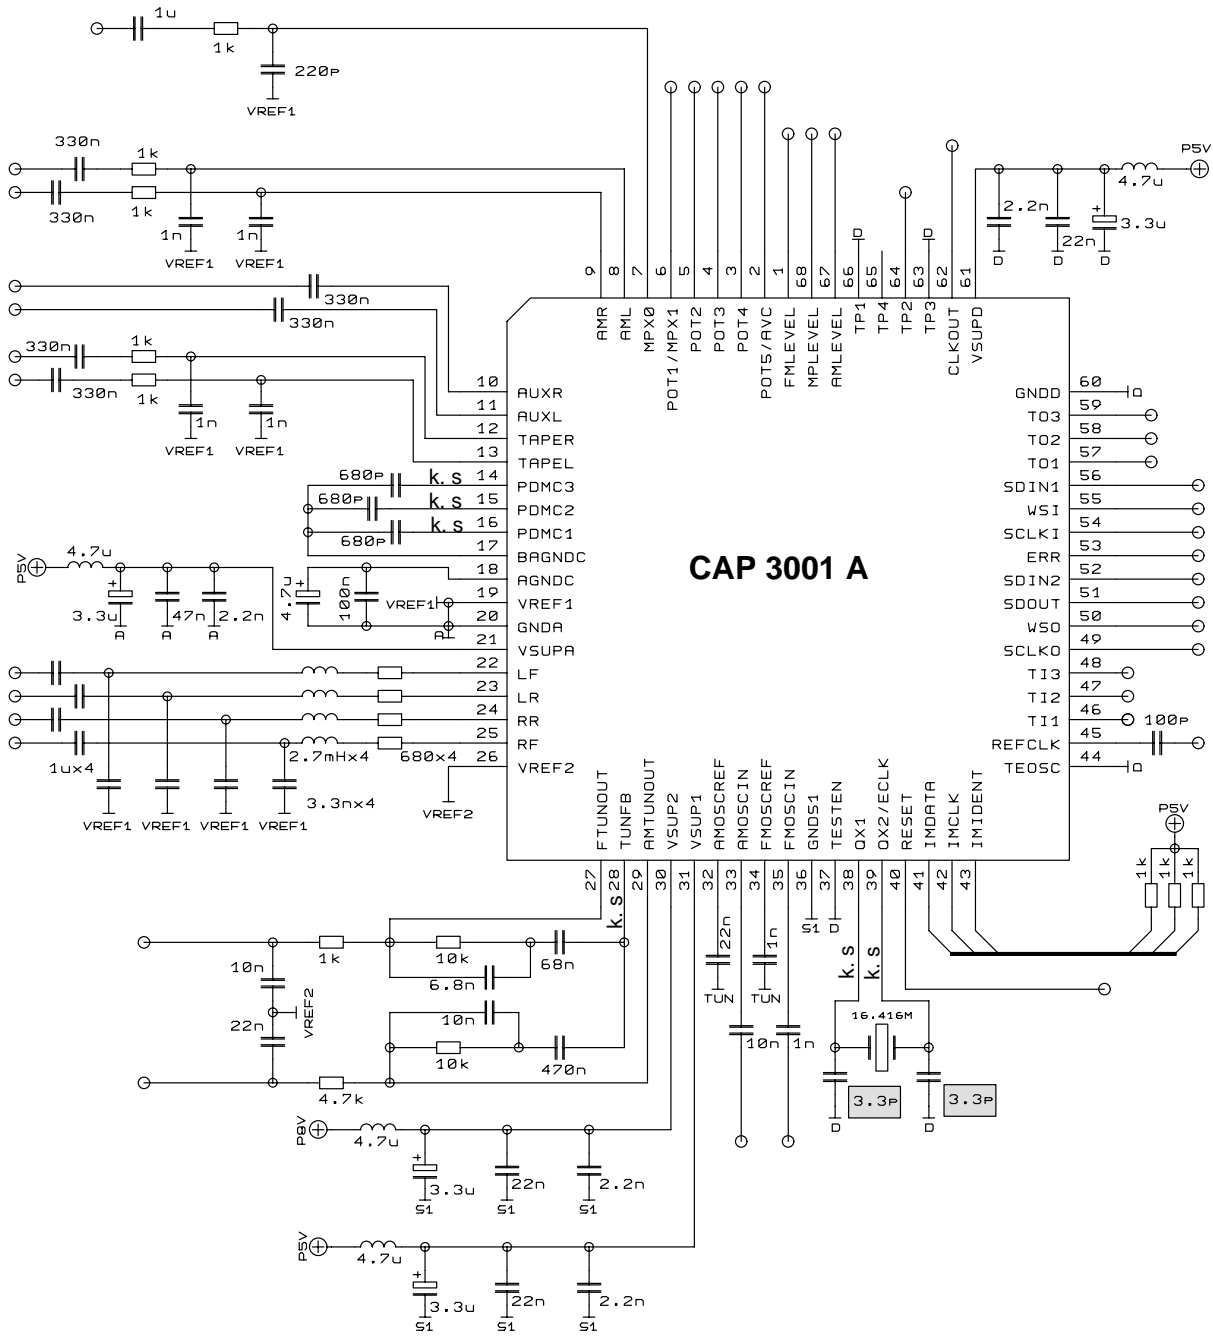 1u
1k
220p
VREF1
330n
1k
330n
1k
1n
1n
VREF1
VREF1
330n
330n
330n
1k
330n
1k
1n
1n
VREF1
VREF1
P5V
4.7u
2.2n
22n
3.3u
+
D
D
D
D
D
9
8
7
6
5
4
3
2
1
68
67
66
65
64
63
62
61
AMR
AML
MPX0
POT1/MPX1
POT2
POT3
POT4
POT5/AVC
FMLEVEL
MPLEVEL
AMLEVEL
TP1
TP4
TP2
TP3
CLKOUT
VSUPD
10 AUXR
11 AUXL
12 TAPER
13 TAPEL
680p k.s 14 PDMC3
680p k.s 15 PDMC2
680p k.s 16 PDMC1
17 BAGNDC
18 AGNDC
VREF1 19 VREF1
A 20 GNDA
21 VSUPA
22 LF
23 LR
24 RR
25 RF
26 VREF2
P5V
4.7u
+
3.3u
47n
2.2n
A
A
A
4.7u
+
100n
1ux4
2.7mHx4
680x4
3.3nx4
VREF1
VREF1
VREF1
VREF1
VREF2
CAP 3001 A
GNDD 60 D
TO3 59
TO2 58
TO1 57
SDIN1 56
WSI 55
SCLKI 54
ERR 53
SDIN2 52
SDOUT 51
WSO 50
SCLKO 49
TI3 48
TI2 47
TI1 46
REFCLK 45 100p
TEOSC 44 D
FTUNOUT
TUNFB
AMTUNOUT
VSUP2
VSUP1
AMOSCREF
AMOSCIN
FMOSCREF
FMOSCIN
GNDS1
TESTEN
QX1
QX2/ECLK
RESET
IMDATA
IMCLK
IMIDENT
27
28
29
30
31
32
33
34
35
36
37
38
39
40
41
42
43
k.s
k.s
k.s
P5V
1k
1k
1k
S1
D
22n
TUN
1n
TUN
10n
1n
16.416M
3.3p
3.3p
D
D
1k
10k
68n
6.8n
10n
VREF2
22n
10n
10k
470n
4.7k
P8V
4.7u
+
3.3u
22n
2.2n
S1
S1
S1
P5V
4.7u
+
3.3u
22n
2.2n
S1
S1
S1